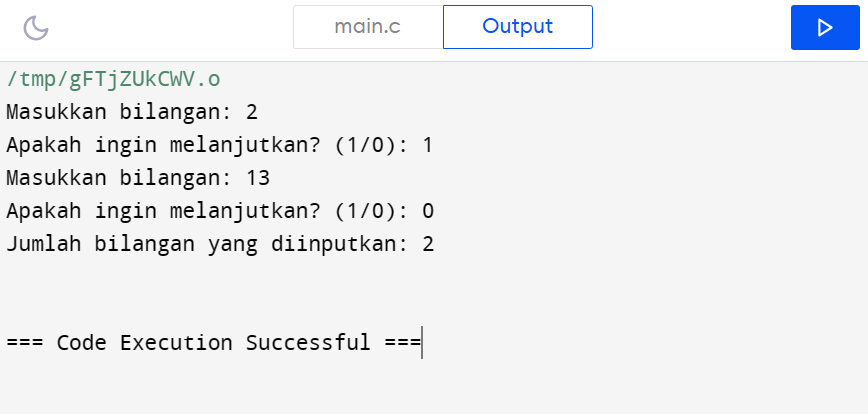 main.c
Output
/tmp/gFTjZUkCWV.o
Masukkan bilangan: 2
Apakah ingin melanjutkan? (1/0): 1
Masukkan bilangan: 13
Apakah ingin melanjutkan? (1/0): 0
Jumlah bilangan yang diinputkan: 2
=== Code Execution Successful ===